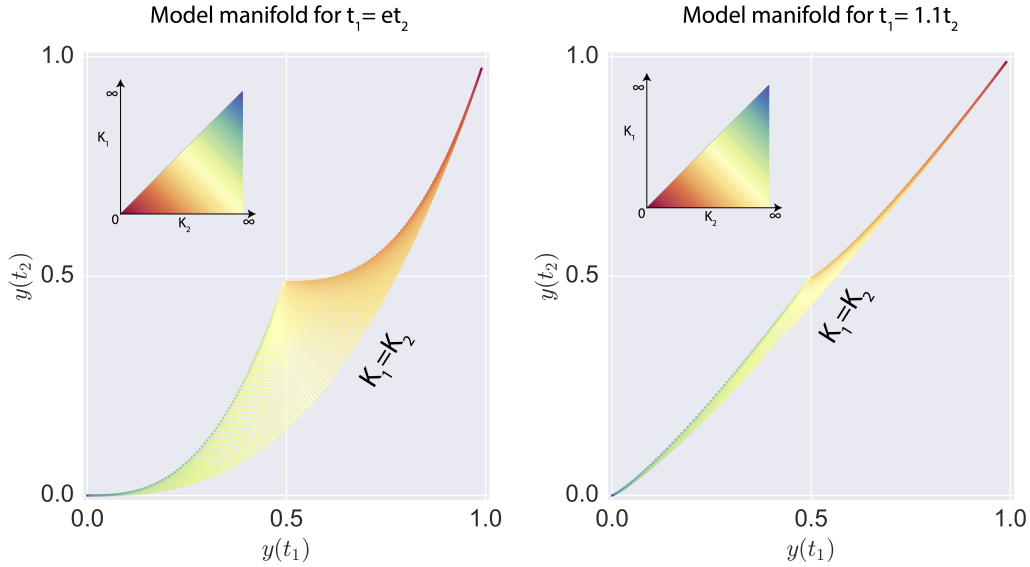 Model manifold for t₁= et₂
1.0
∞
K₁
0
K₂
∞
y(t₂)
0.5
K₁=K₂
0.0
0.0
0.5
1.0
y(t₁)
Model manifold for t₁= 1.1t₂
1.0
∞
K₁
0
K₂
∞
y(t₂)
0.5
K₁=K₂
0.0
0.0
0.5
1.0
y(t₁)